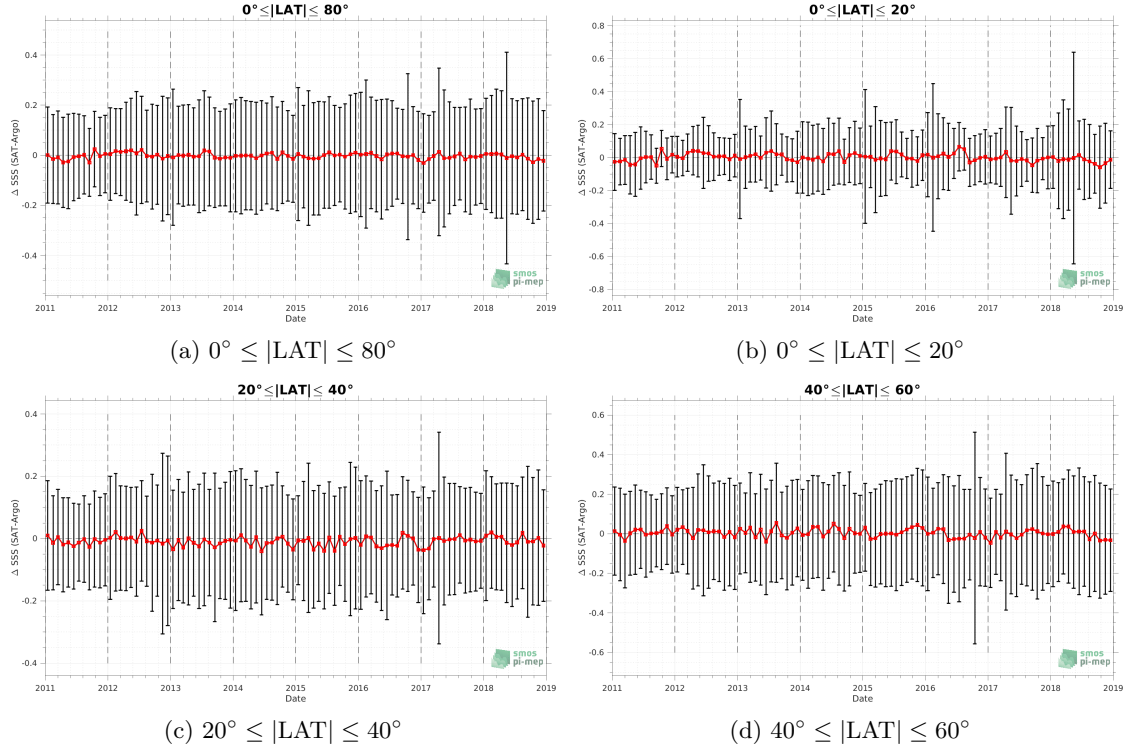 0°≤|LAT|≤ 80°
Δ SSS (SAT-Argo)
0.4
0.2
0
-0.2
-0.4
2011 2012 2013 2014 2015 2016 2017 2018 2019
Date
smos
pi-mep
(a) 0° ≤ |LAT| ≤ 80°
0°≤|LAT|≤ 20°
Δ SSS (SAT-Argo)
0.8
0.6
0.4
0.2
0
-0.2
-0.4
-0.6
-0.8
2011 2012 2013 2014 2015 2016 2017 2018 2019
Date
smos
pi-mep
(b) 0° ≤ |LAT| ≤ 20°
20°≤|LAT|≤ 40°
Δ SSS (SAT-Argo)
0.4
0.2
0
-0.2
-0.4
2011 2012 2013 2014 2015 2016 2017 2018 2019
Date
smos
pi-mep
(c) 20° ≤ |LAT| ≤ 40°
40°≤|LAT|≤ 60°
Δ SSS (SAT-Argo)
0.6
0.4
0.2
0
-0.2
-0.4
-0.6
2011 2012 2013 2014 2015 2016 2017 2018 2019
Date
smos
pi-mep
(d) 40° ≤ |LAT| ≤ 60°